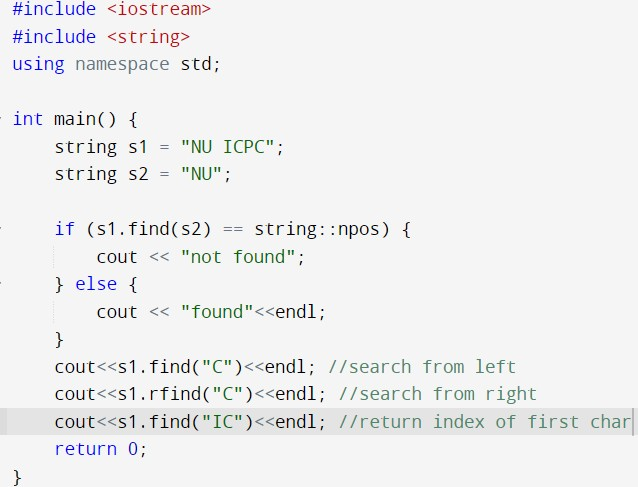 #include <iostream>
#include <string>
using namespace std;
int main() {
    string s1 = "NU ICPC";
    string s2 = "NU";
    if (s1.find(s2) == string::npos) {
        cout << "not found";
    } else {
        cout << "found"<<endl;
    }
    cout<<s1.find("C")<<endl; //search from left
    cout<<s1.rfind("C")<<endl; //search from right
    cout<<s1.find("IC")<<endl; //return index of first char
    return 0;
}